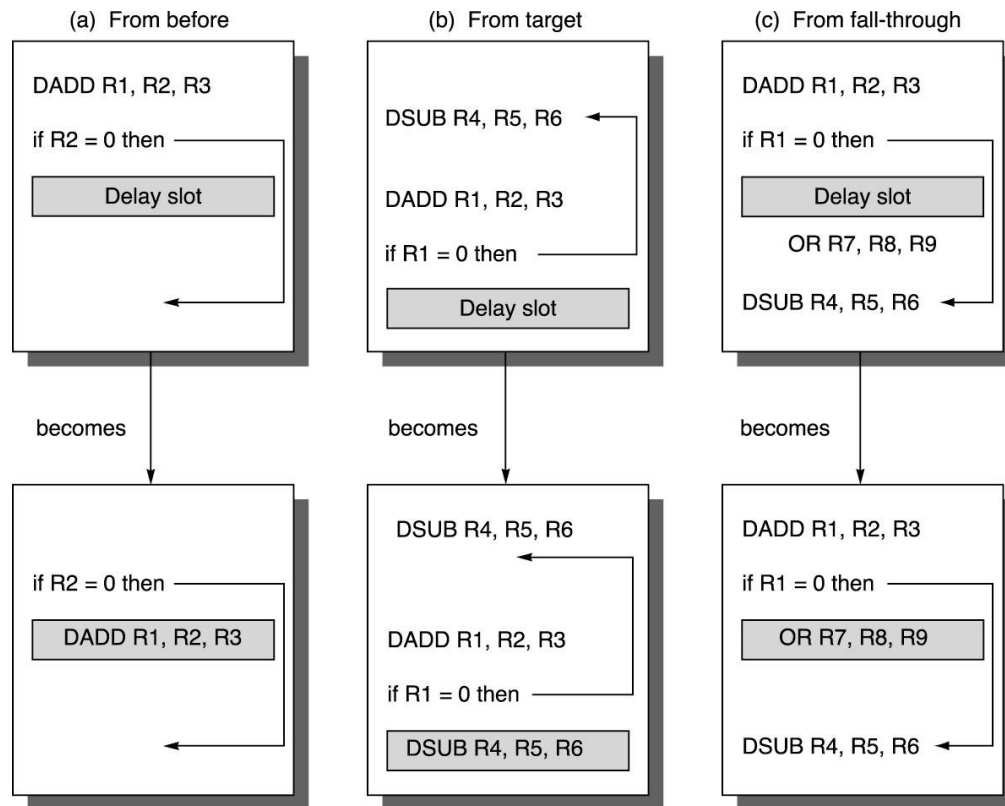 (a) From before
DADD R1, R2, R3
if R2 = 0 then
Delay slot
becomes
if R2 = 0 then
DADD R1, R2, R3
(b) From target
DSUB R4, R5, R6
DADD R1, R2, R3
if R1 = 0 then
Delay slot
becomes
DSUB R4, R5, R6
DADD R1, R2, R3
if R1 = 0 then
DSUB R4, R5, R6
(c) From fall-through
DADD R1, R2, R3
if R1 = 0 then
Delay slot
OR R7, R8, R9
DSUB R4, R5, R6
becomes
DADD R1, R2, R3
if R1 = 0 then
OR R7, R8, R9
DSUB R4, R5, R6